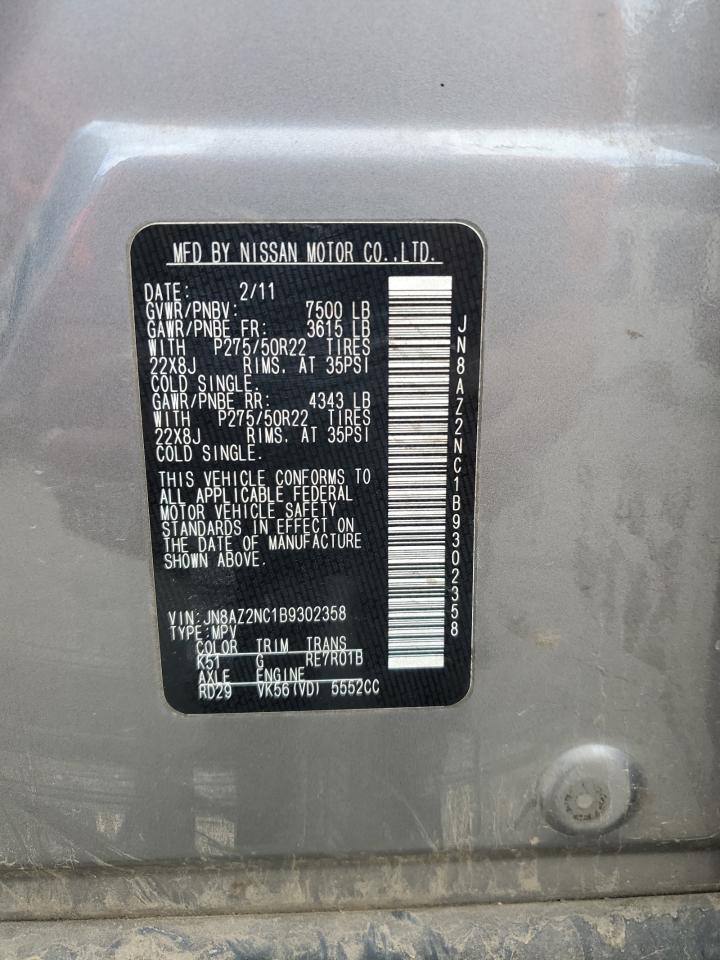 MFD BY NISSAN MOTOR CO.,LTD.
DATE: 2/11
GVWR/PNBV: 7500 LB
GAWR/PNBE FR: 3615 LB
WITH P275/50R22 TIRES
22X8J RIMS, AT 35PSI
COLD SINGLE.
GAWR/PNBE RR: 4343 LB
WITH P275/50R22 TIRES
22X8J RIMS, AT 35PSI
COLD SINGLE.
THIS VEHICLE CONFORMS TO
ALL APPLICABLE FEDERAL
MOTOR VEHICLE SAFETY
STANDARDS IN EFFECT ON
THE DATE OF MANUFACTURE
SHOWN ABOVE.
VIN:JN8AZ2NC1B9302358
TYPE:MPV
COLOR TRIM TRANS
K51 G RE7R01B
AXLE ENGINE
RD29 VK56(VD) 5552CC
JN8AZ2NC1B9302358